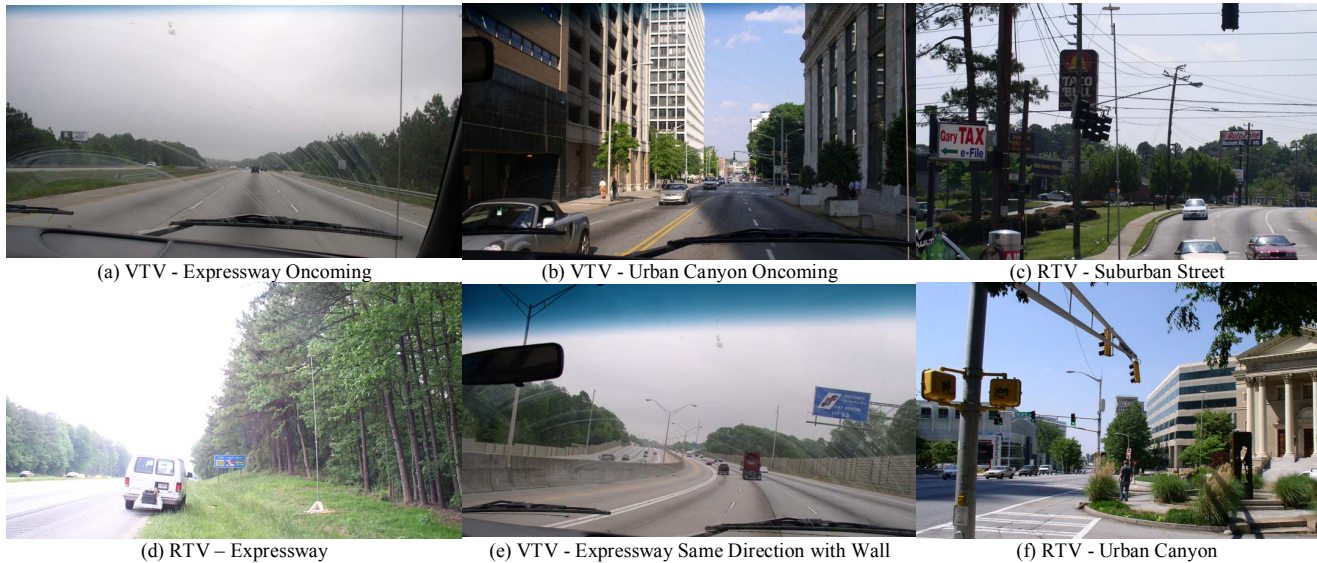 (a) VTV - Expressway Oncoming
(b) VTV - Urban Canyon Oncoming
TACO
BELL
Gary TAX
e-File
AutoZone
(c) RTV - Suburban Street
(d) RTV – Expressway
(e) VTV - Expressway Same Direction with Wall
(f) RTV - Urban Canyon